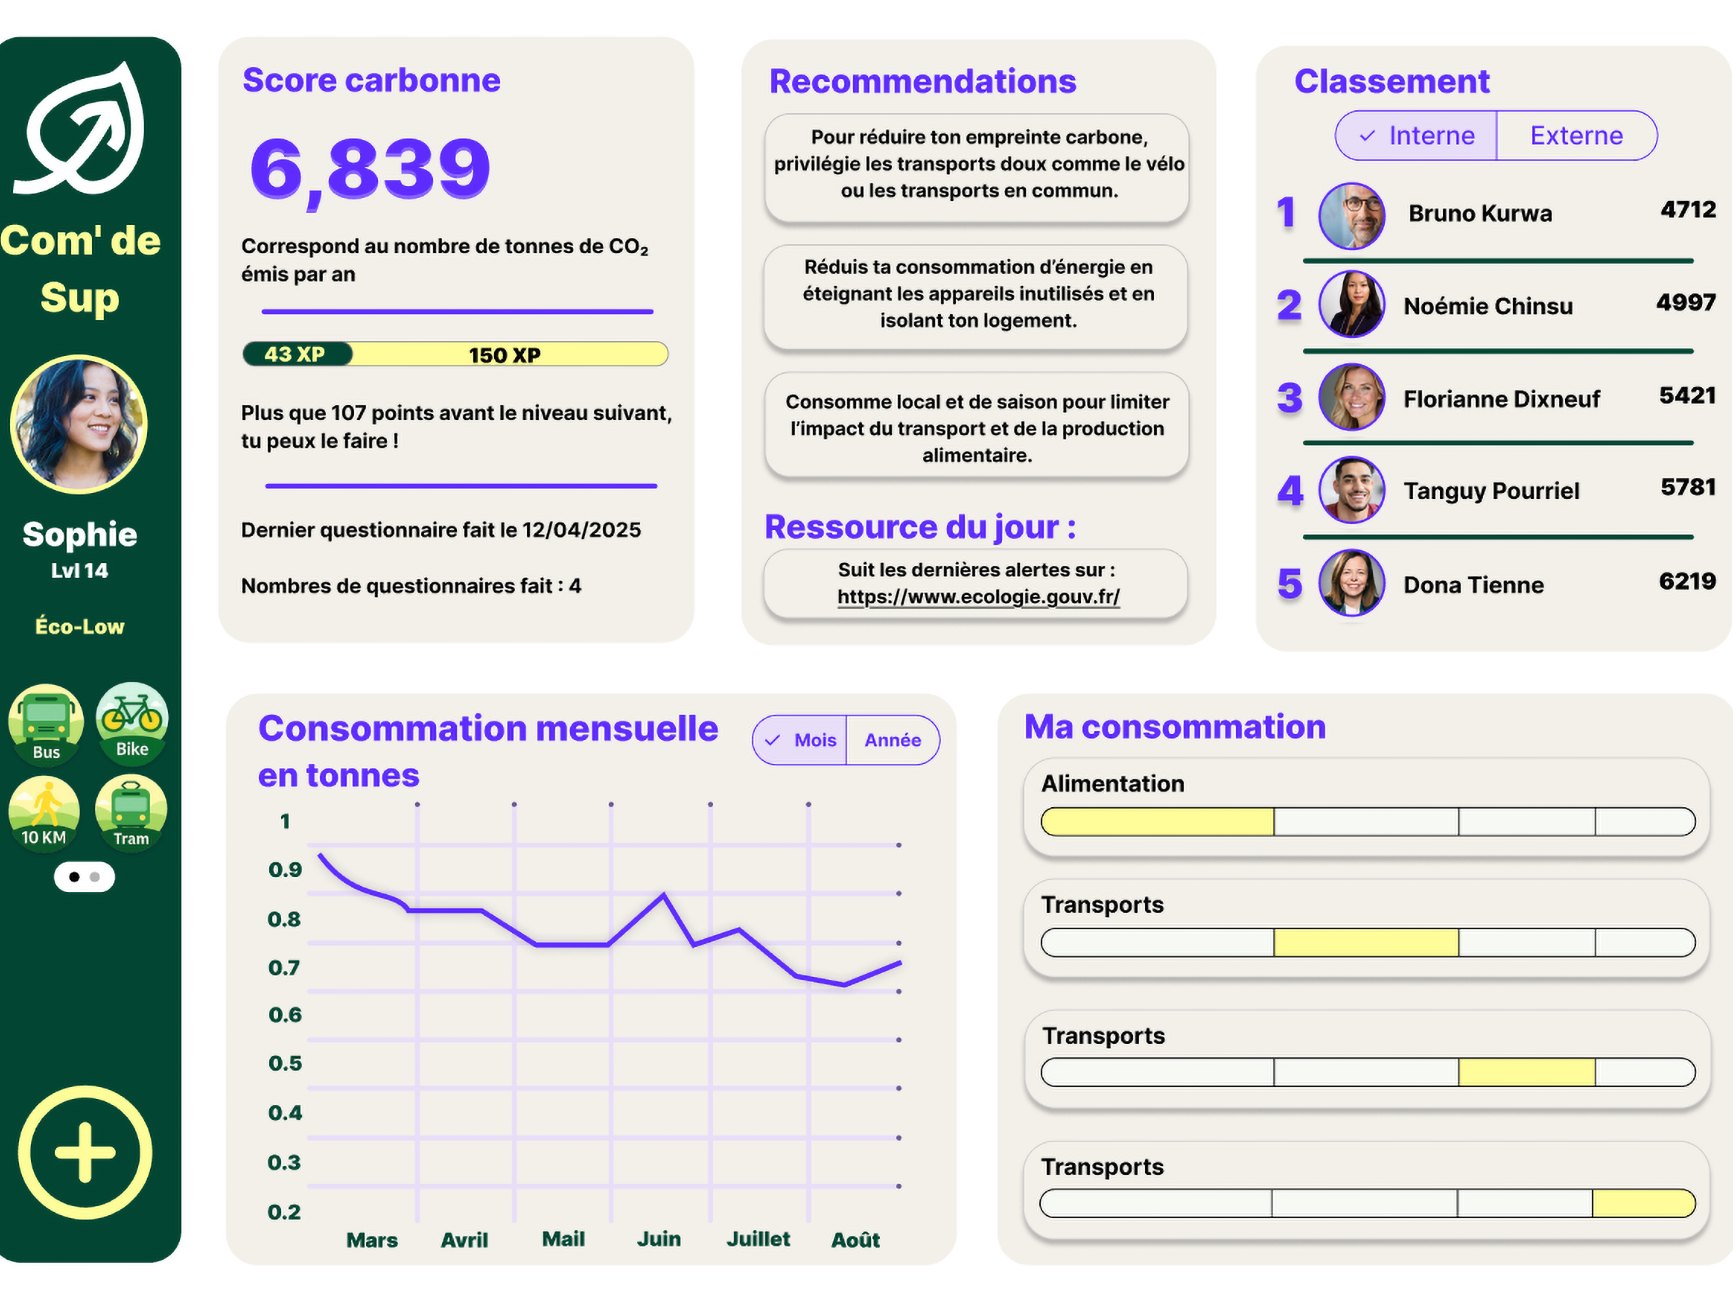 Com' de
Sup
Sophie
Lvl 14
Éco-Low
Bus
Bike
10 KM
Tram
Score carbonne
6,839
Correspond au nombre de tonnes de CO₂
émis par an
43 XP
150 XP
Plus que 107 points avant le niveau suivant,
tu peux le faire !
Dernier questionnaire fait le 12/04/2025
Nombres de questionnaires fait : 4
Recommendations
Pour réduire ton empreinte carbone,
privilégie les transports doux comme le vélo
ou les transports en commun.
Réduis ta consommation d’énergie en
éteignant les appareils inutilisés et en
isolant ton logement.
Consomme local et de saison pour limiter
l’impact du transport et de la production
alimentaire.
Ressource du jour :
Suit les dernières alertes sur :
https://www.ecologie.gouv.fr/
Classement
Interne
Externe
1 Bruno Kurwa 4712
2 Noémie Chinsu 4997
3 Florianne Dixneuf 5421
4 Tanguy Pourriel 5781
5 Dona Tienne 6219
Consommation mensuelle
en tonnes
Mois
Année
1
0.9
0.8
0.7
0.6
0.5
0.4
0.3
0.2
Mars Avril Mail Juin Juillet Août
Ma consommation
Alimentation
Transports
Transports
Transports